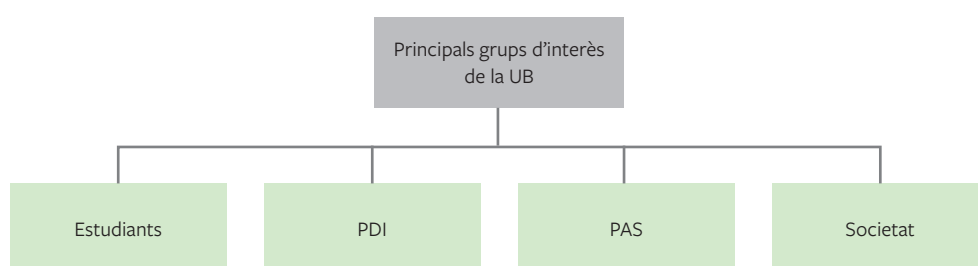 Principals grups d’interès
de la UB
Estudiants
PDI
PAS
Societat